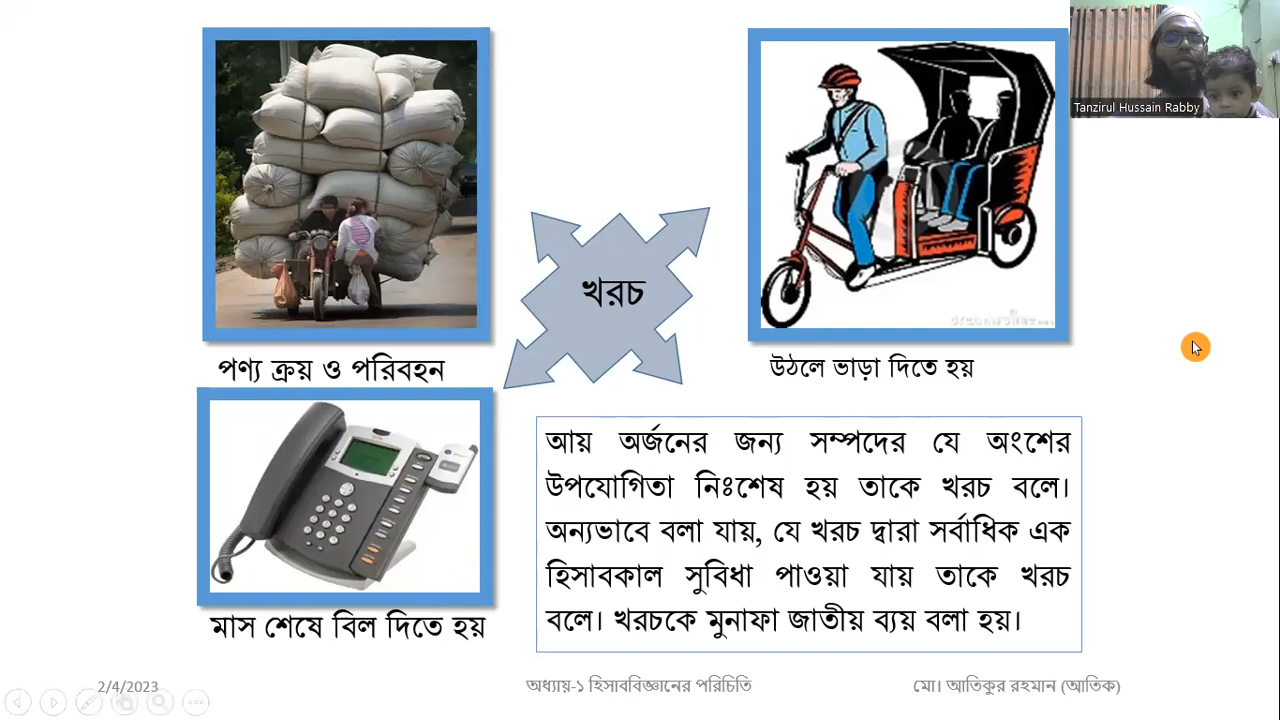 Tanzirul Hussain Rabby
খরচ
পণ্য ক্রয় ও পরিবহন
উঠলে ভাড়া দিতে হয়
মাস শেষে বিল দিতে হয়
আয় অর্জনের জন্য সম্পদের যে অংশের
উপযোগিতা নিঃশেষ হয় তাকে খরচ বলে।
অন্যভাবে বলা যায়, যে খরচ দ্বারা সর্বাধিক এক
হিসাবকাল সুবিধা পাওয়া যায় তাকে খরচ
বলে। খরচকে মুনাফা জাতীয় ব্যয় বলা হয়।
2/4/2023
অধ্যায়-১ হিসাববিজ্ঞানের পরিচিতি
মো। আতিকুর রহমান (আতিক)